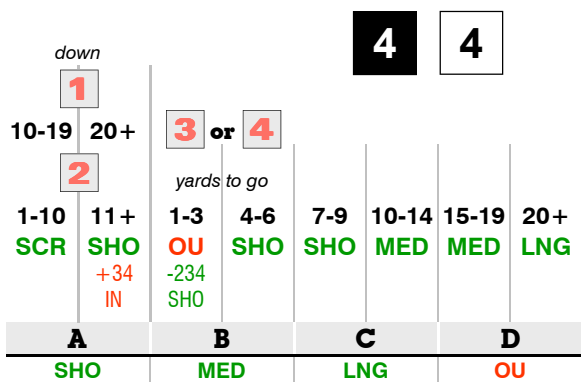 4 4
down
1
10-19 20+ 3 or 4
2 yards to go
1-10 11+ 1-3 4-6 7-9 10-14 15-19 20+
SCR SHO OU SHO SHO MED MED LNG
+34 -234
IN SHO
A B C D
SHO MED LNG OU